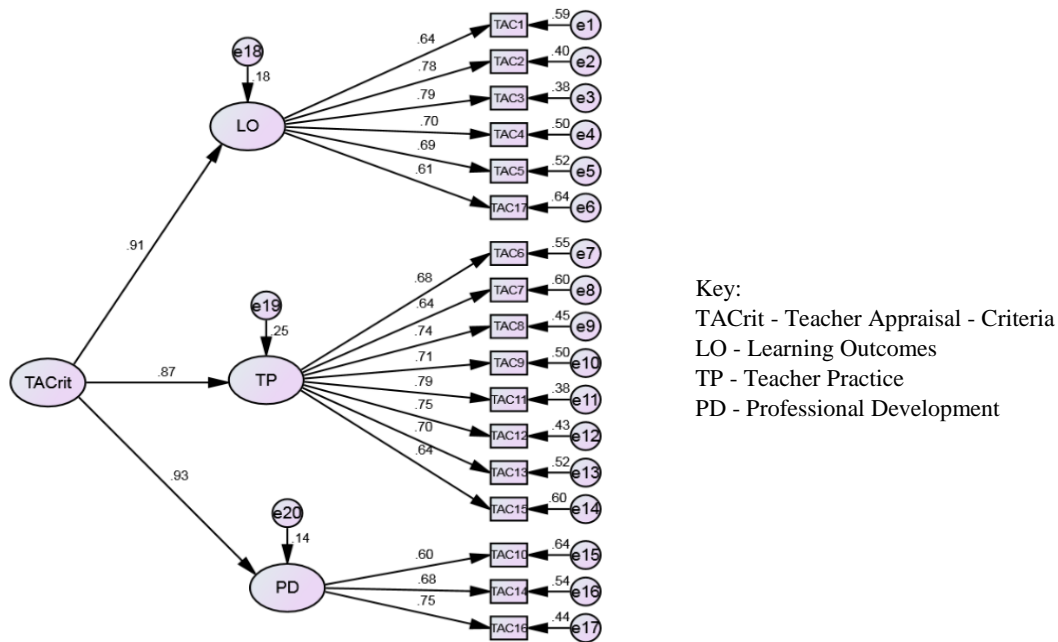 .59
TAC1
e1
.64
e18
.40
TAC2
e2
.18
.78
.38
.79
TAC3
e3
LO
.50
.70
TAC4
e4
.69
.52
TAC5
e5
.61
.64
TAC17
e6
.91
.55
TAC6
e7
.68
.60
TAC7
e8
.64
e19
.45
TAC8
e9
.25
.74
.50
.71
TAC9
e10
TACrit
.87
TP
.79
.38
TAC11
e11
.75
.43
TAC12
e12
.70
.52
TAC13
e13
.64
.60
TAC15
e14
.93
e20
.14
.60
.64
TAC10
e15
PD
.68
.54
TAC14
e16
.75
.44
TAC16
e17
Key:
TACrit - Teacher Appraisal - Criteria
LO - Learning Outcomes
TP - Teacher Practice
PD - Professional Development